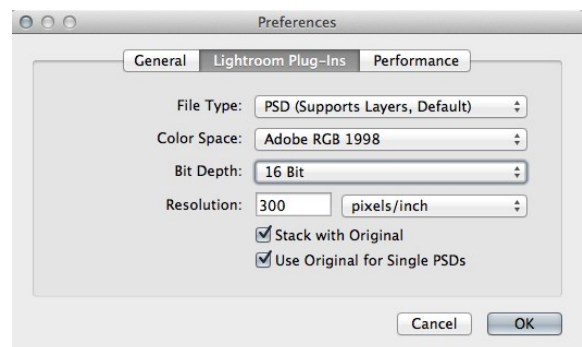 Preferences
General Lightroom Plug-Ins Performance
File Type: PSD (Supports Layers, Default)
Color Space: Adobe RGB 1998
Bit Depth: 16 Bit
Resolution: 300 pixels/inch
Stack with Original
Use Original for Single PSDs
Cancel OK